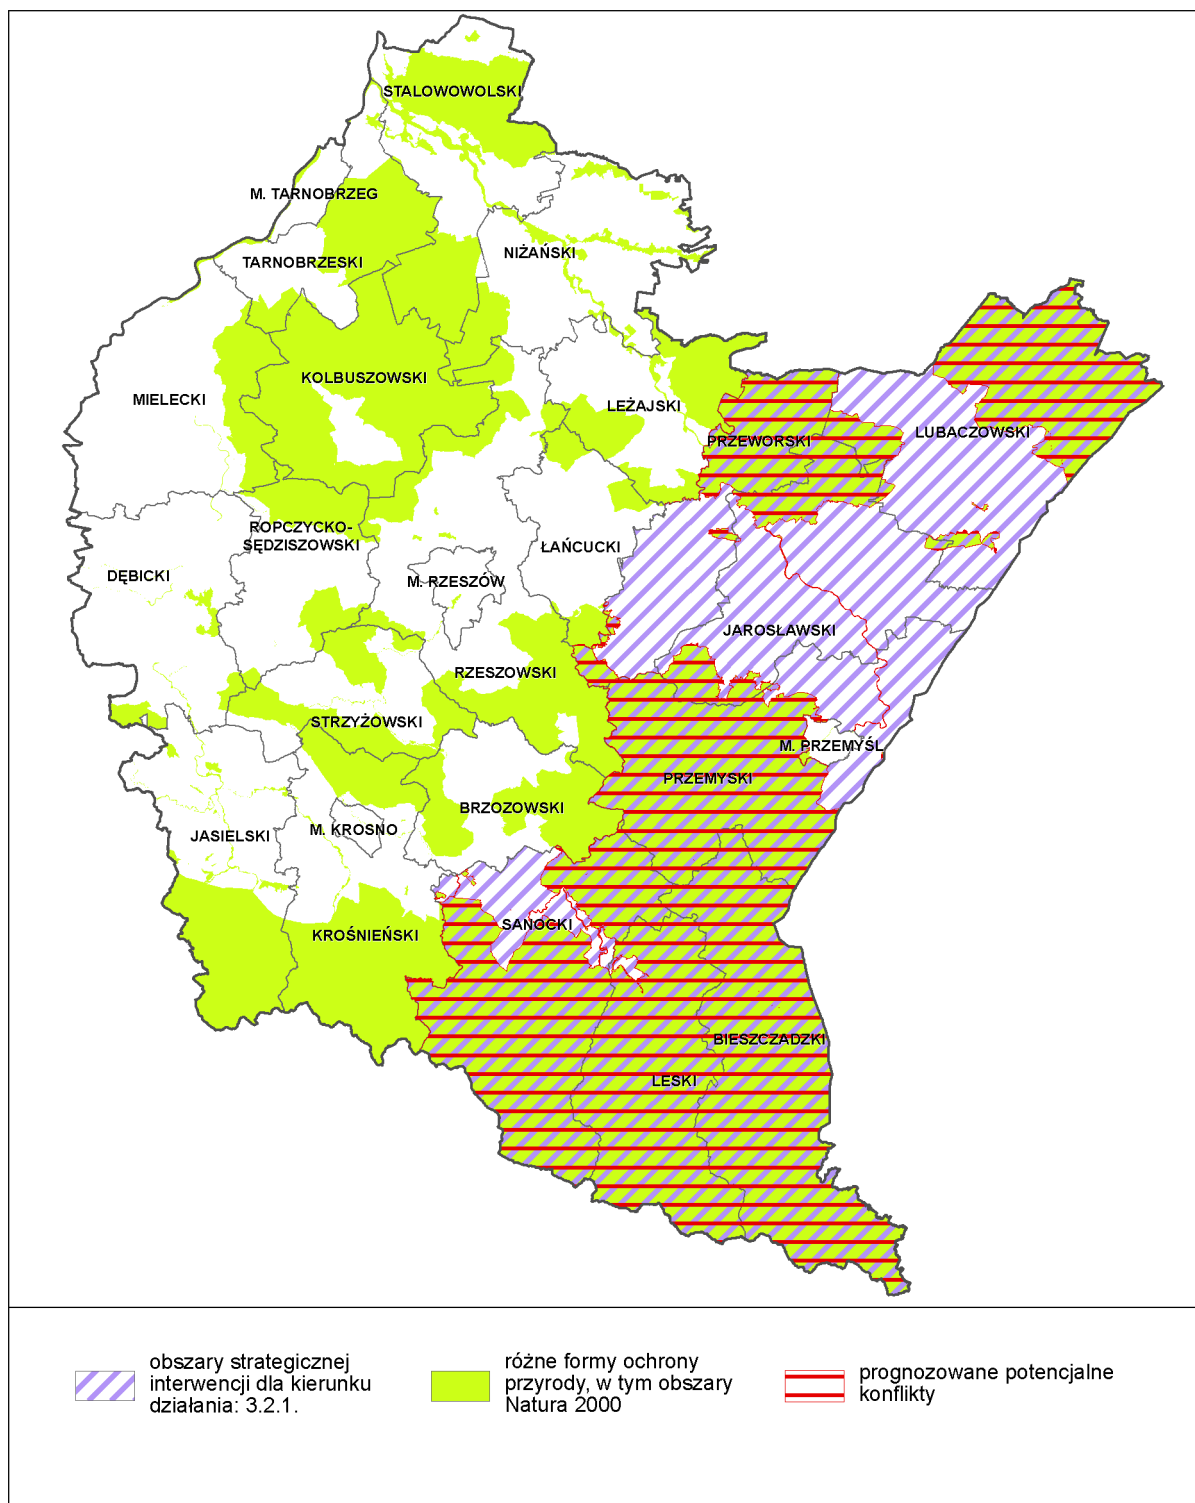 STALOWOWOLSKI
M. TARNOBRZEG
TARNOBRZESKI
NIŻAŃSKI
KOLBUSZOWSKI
MIELECKI
LEŻAJSKI
PRZEWORSKI
LUBACZOWSKI
ROPCZYCKO-
SĘDZISZOWSKI
ŁAŃCUCKI
DĘBICKI
M. RZESZÓW
JAROSŁAWSKI
RZESZOWSKI
STRZYŻOWSKI
M. PRZEMYŚL
PRZEMYSKI
BRZOZOWSKI
JASIELSKI
M. KROSNO
SANOCKI
KROŚNIEŃSKI
BIESZCZADZKI
LESKI
obszary strategicznej
interwencji dla kierunku
działania: 3.2.1.
różne formy ochrony
przyrody, w tym obszary
Natura 2000
prognozowane potencjalne
konflikty